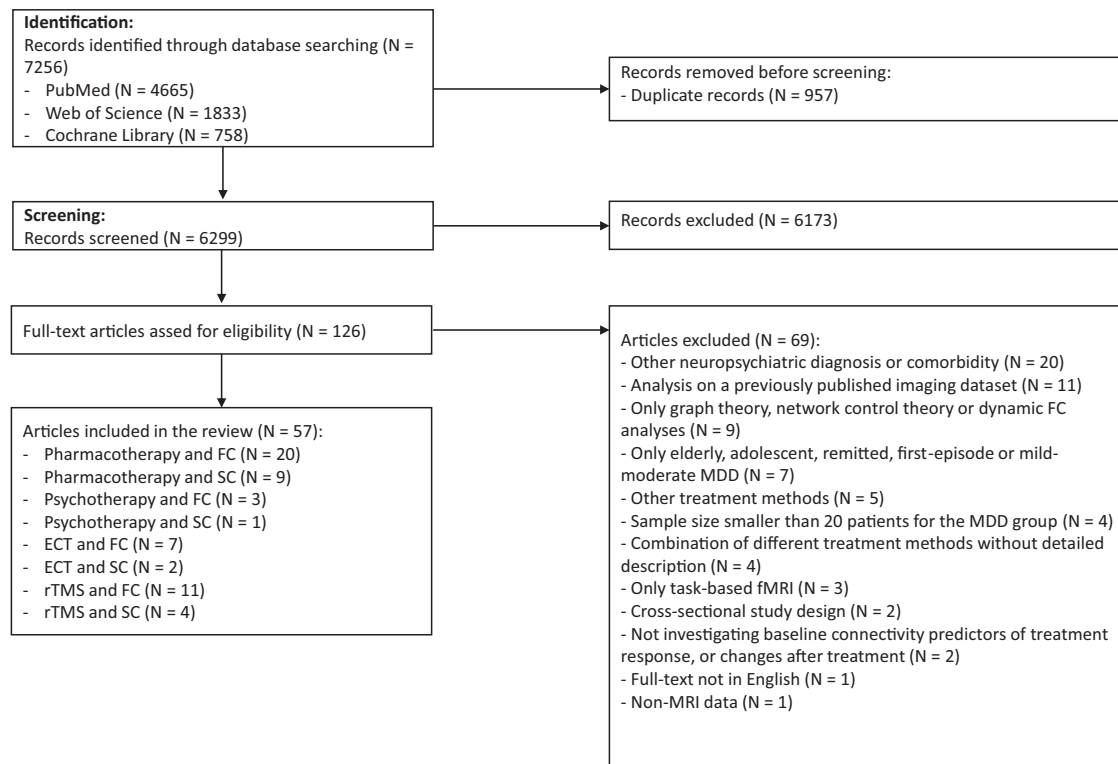 Identification:
Records identified through database searching (N =
7256)
- PubMed (N = 4665)
- Web of Science (N = 1833)
- Cochrane Library (N = 758)
Records removed before screening:
- Duplicate records (N = 957)
Screening:
Records screened (N = 6299)
Records excluded (N = 6173)
Full-text articles assed for eligibility (N = 126)
Articles excluded (N = 69):
- Other neuropsychiatric diagnosis or comorbidity (N = 20)
- Analysis on a previously published imaging dataset (N = 11)
- Only graph theory, network control theory or dynamic FC
analyses (N = 9)
- Only elderly, adolescent, remitted, first-episode or mild-
moderate MDD (N = 7)
- Other treatment methods (N = 5)
- Sample size smaller than 20 patients for the MDD group (N = 4)
- Combination of different treatment methods without detailed
description (N = 4)
- Only task-based fMRI (N = 3)
- Cross-sectional study design (N = 2)
- Not investigating baseline connectivity predictors of treatment
response, or changes after treatment (N = 2)
- Full-text not in English (N = 1)
- Non-MRI data (N = 1)
Articles included in the review (N = 57):
- Pharmacotherapy and FC (N = 20)
- Pharmacotherapy and SC (N = 9)
- Psychotherapy and FC (N = 3)
- Psychotherapy and SC (N = 1)
- ECT and FC (N = 7)
- ECT and SC (N = 2)
- rTMS and FC (N = 11)
- rTMS and SC (N = 4)